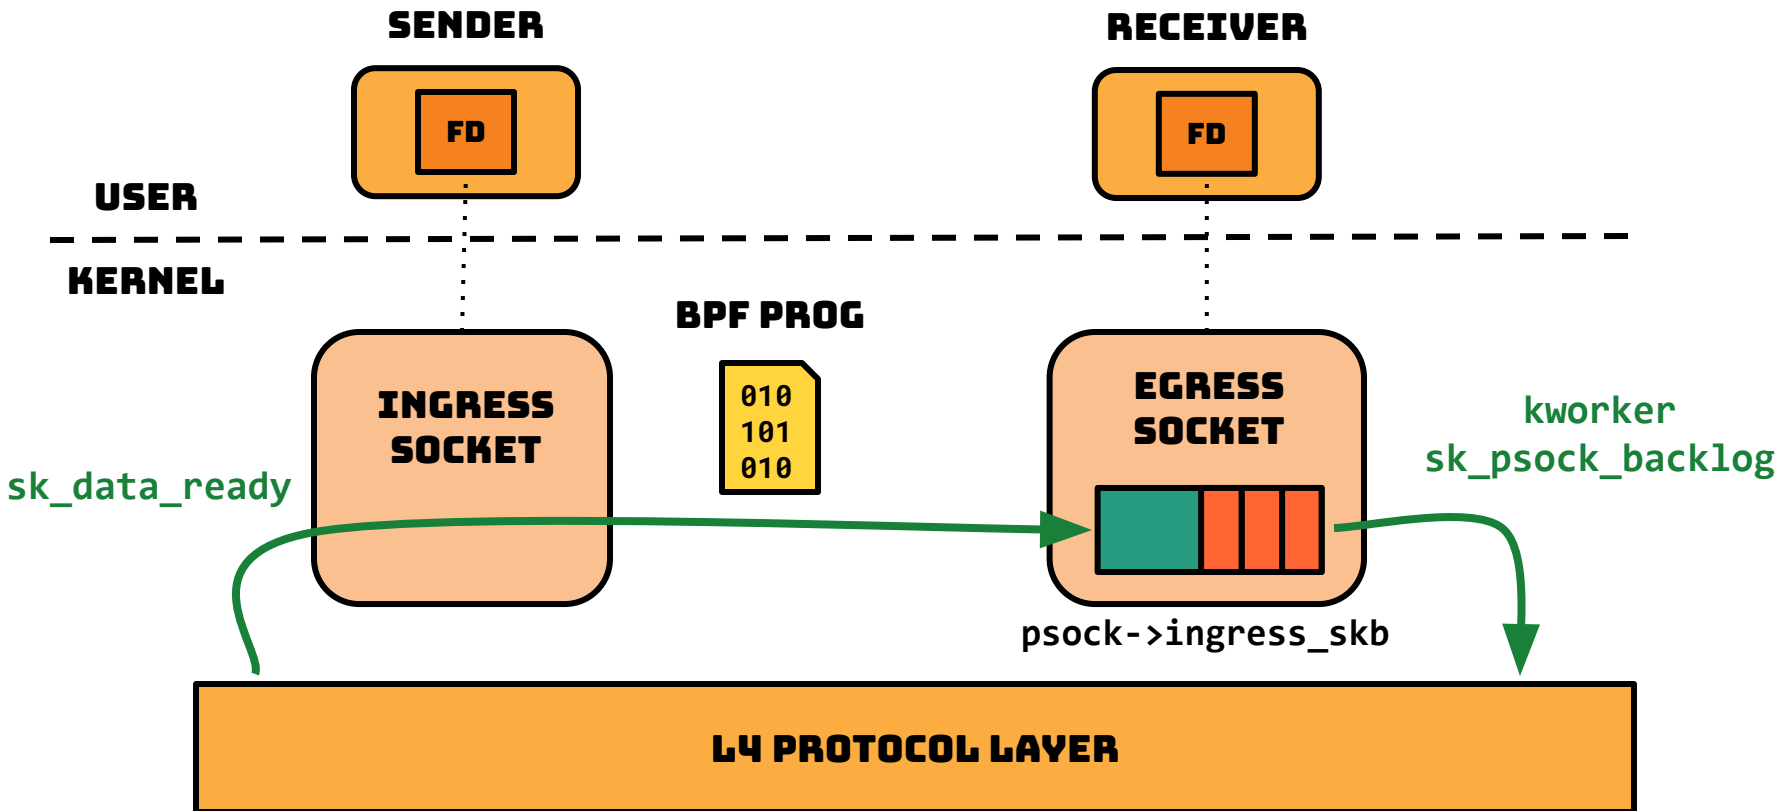 SENDER
RECEIVER
FD
FD
USER
KERNEL
BPF PROG
010
101
010
INGRESS
SOCKET
EGRESS
SOCKET
kworker
sk_psock_backlog
sk_data_ready
psock->ingress_skb
L4 PROTOCOL LAYER